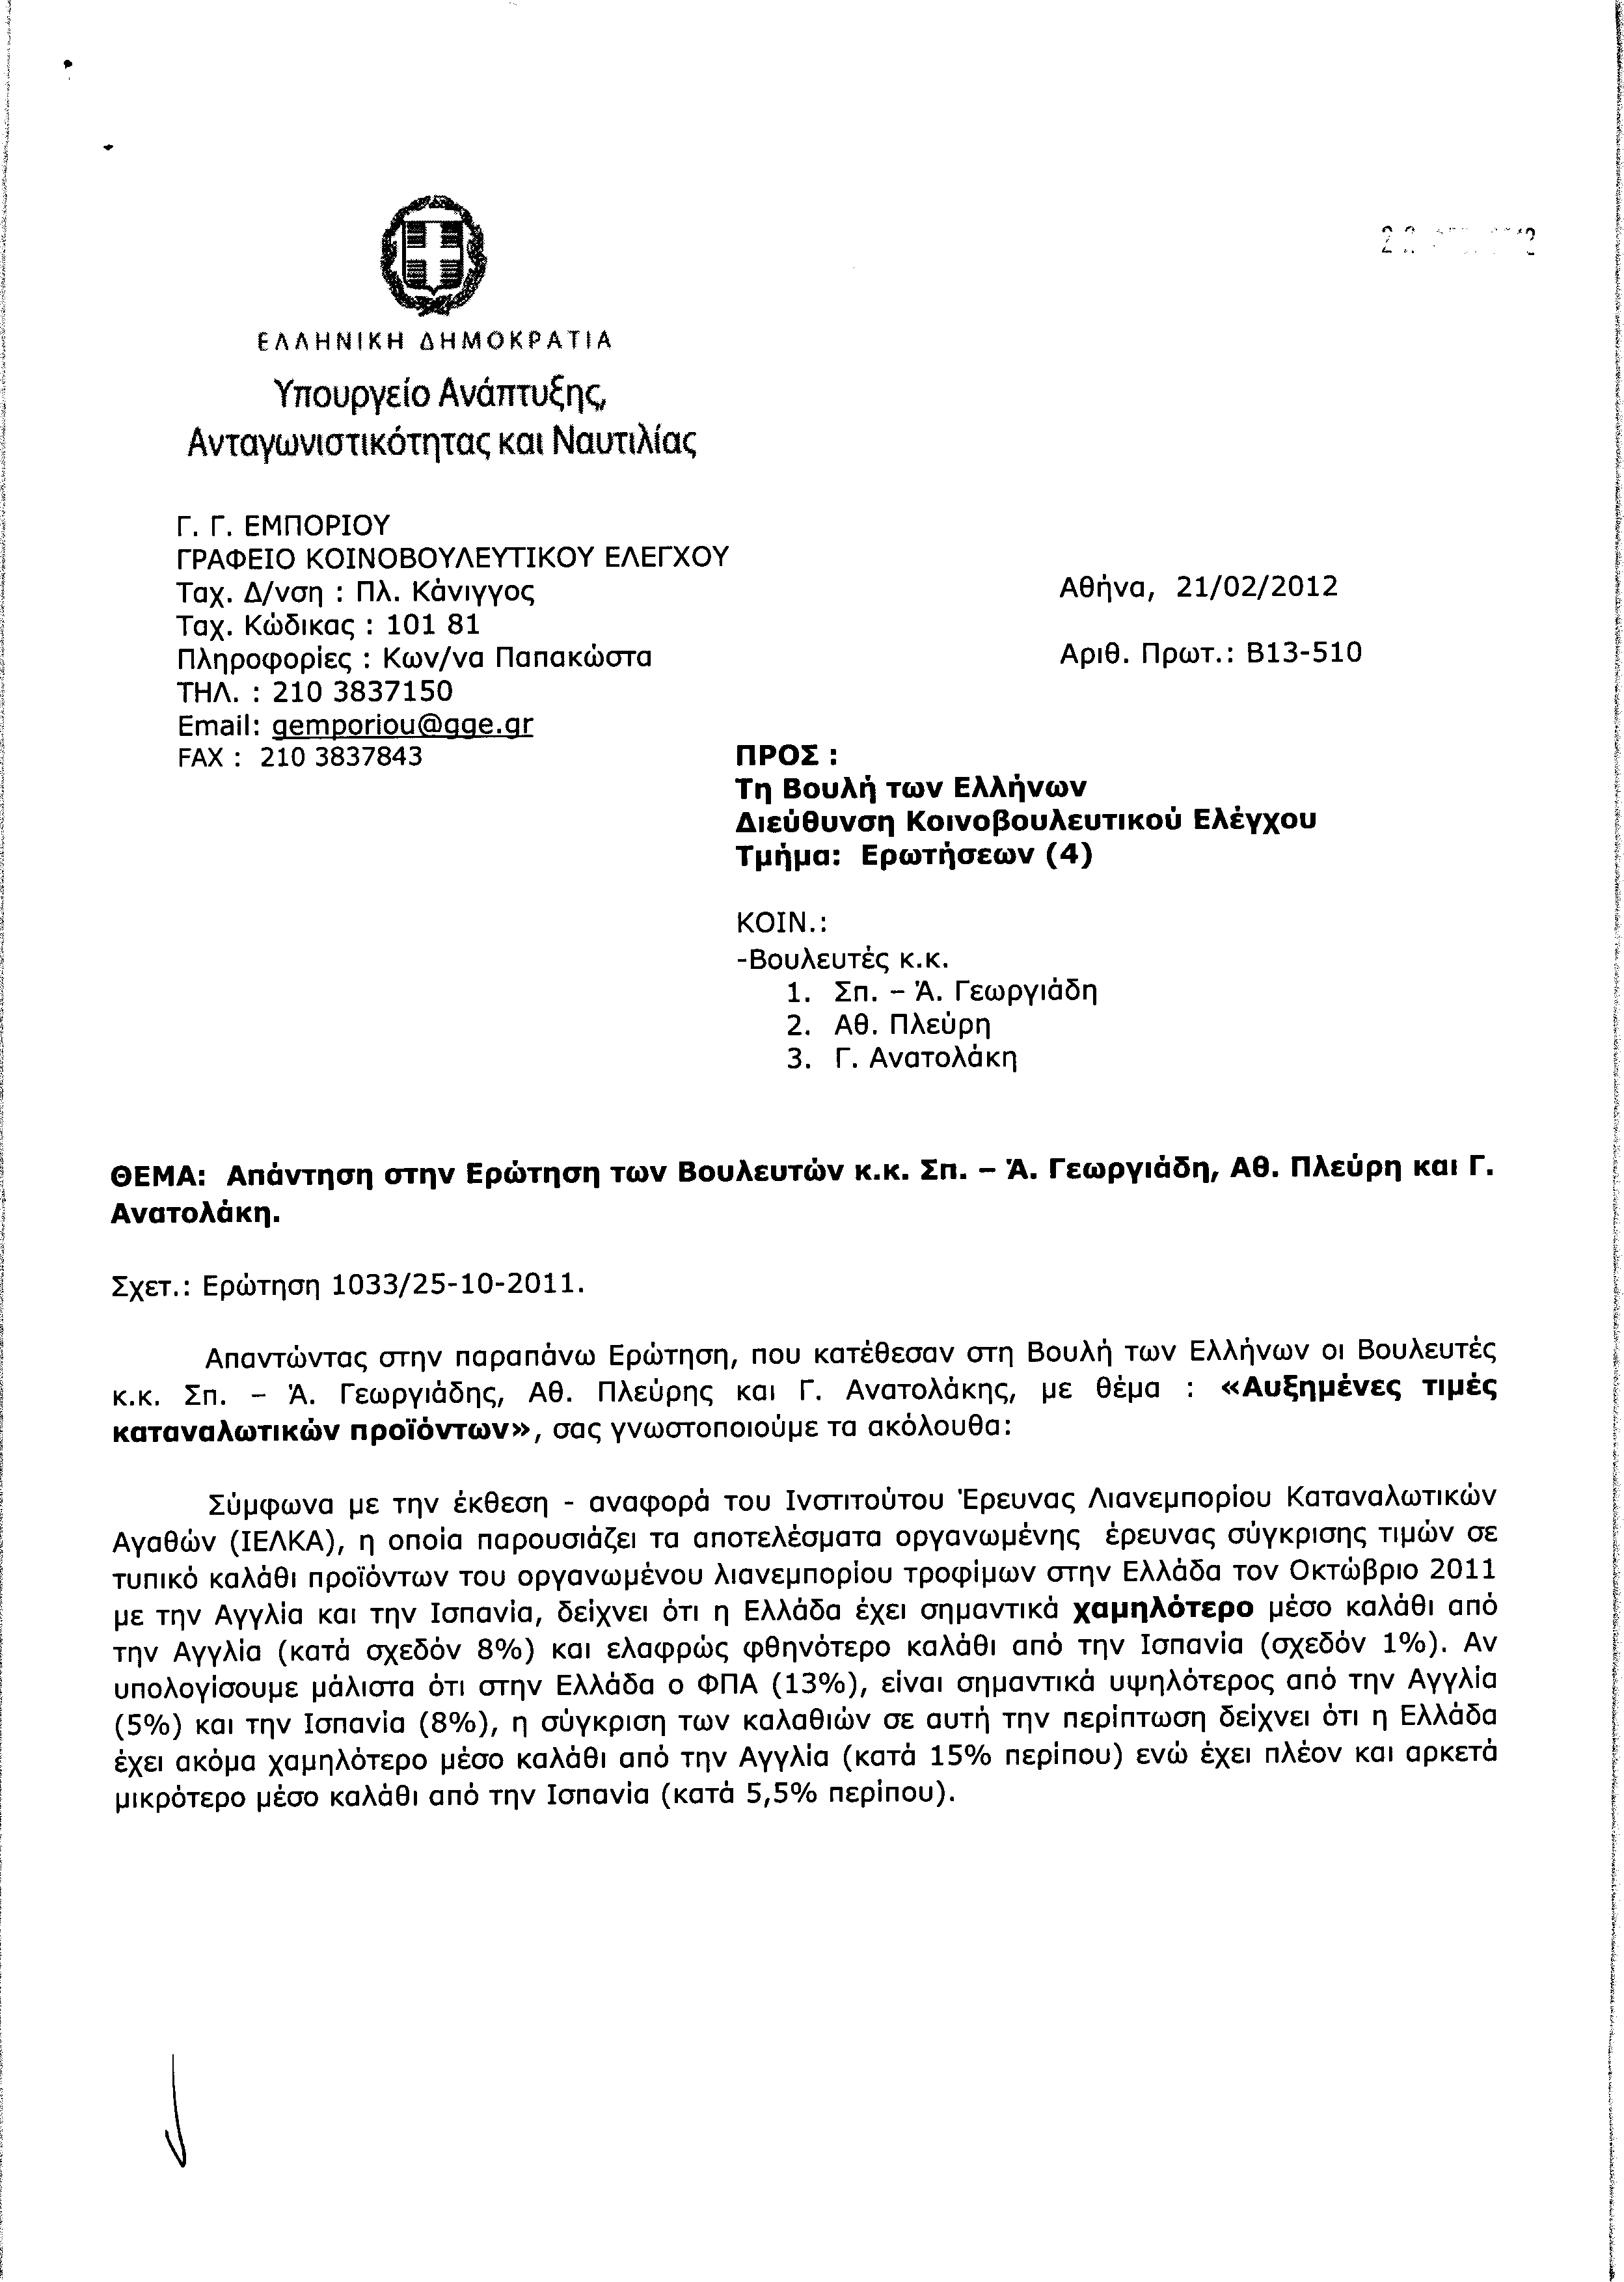 ΕΛΛΗΝΙΚΗ ΔΗΜΟΚΡΑΤΙΑ
Υπουργείο Ανάπτυξης,
Ανταγωνιστικότητας και Ναυτιλίας
Γ. Γ. ΕΜΠΟΡΙΟΥ
ΓΡΑΦΕΙΟ ΚΟΙΝΟΒΟΥΛΕΥΤΙΚΟΥ ΕΛΕΓΧΟΥ
Ταχ. Δ/νση : Πλ. Κάνιγγος
Ταχ. Κώδικας : 101 81
Πληροφορίες : Κων/να Παπακώστα
ΤΗΛ. : 210 3837150
Email: gemporiou@gge.gr
FAX : 210 3837843
Αθήνα, 21/02/2012
Αριθ. Πρωτ.: Β13-510
ΠΡΟΣ :
Τη Βουλή των Ελλήνων
Διεύθυνση Κοινοβουλευτικού Ελέγχου
Τμήμα: Ερωτήσεων (4)
ΚΟΙΝ.:
-Βουλευτές κ.κ.
1. Σπ. – Ά. Γεωργιάδη
2. Αθ. Πλεύρη
3. Γ. Ανατολάκη
ΘΕΜΑ: Απάντηση στην Ερώτηση των Βουλευτών κ.κ. Σπ. – Ά. Γεωργιάδη, Αθ. Πλεύρη και Γ.
Ανατολάκη.
Σχετ.: Ερώτηση 1033/25-10-2011.
Απαντώντας στην παραπάνω Ερώτηση, που κατέθεσαν στη Βουλή των Ελλήνων οι Βουλευτές
κ.κ. Σπ. – Ά. Γεωργιάδης, Αθ. Πλεύρης και Γ. Ανατολάκης, με θέμα : «Αυξημένες τιμές
καταναλωτικών προϊόντων», σας γνωστοποιούμε τα ακόλουθα:
Σύμφωνα με την έκθεση - αναφορά του Ινστιτούτου Έρευνας Λιανεμπορίου Καταναλωτικών
Αγαθών (ΙΕΛΚΑ), η οποία παρουσιάζει τα αποτελέσματα οργανωμένης έρευνας σύγκρισης τιμών σε
τυπικό καλάθι προϊόντων του οργανωμένου λιανεμπορίου τροφίμων στην Ελλάδα τον Οκτώβριο 2011
με την Αγγλία και την Ισπανία, δείχνει ότι η Ελλάδα έχει σημαντικά χαμηλότερο μέσο καλάθι από
την Αγγλία (κατά σχεδόν 8%) και ελαφρώς φθηνότερο καλάθι από την Ισπανία (σχεδόν 1%). Αν
υπολογίσουμε μάλιστα ότι στην Ελλάδα ο ΦΠΑ (13%), είναι σημαντικά υψηλότερος από την Αγγλία
(5%) και την Ισπανία (8%), η σύγκριση των καλαθιών σε αυτή την περίπτωση δείχνει ότι η Ελλάδα
έχει ακόμα χαμηλότερο μέσο καλάθι από την Αγγλία (κατά 15% περίπου) ενώ έχει πλέον και αρκετά
μικρότερο μέσο καλάθι από την Ισπανία (κατά 5,5% περίπου).